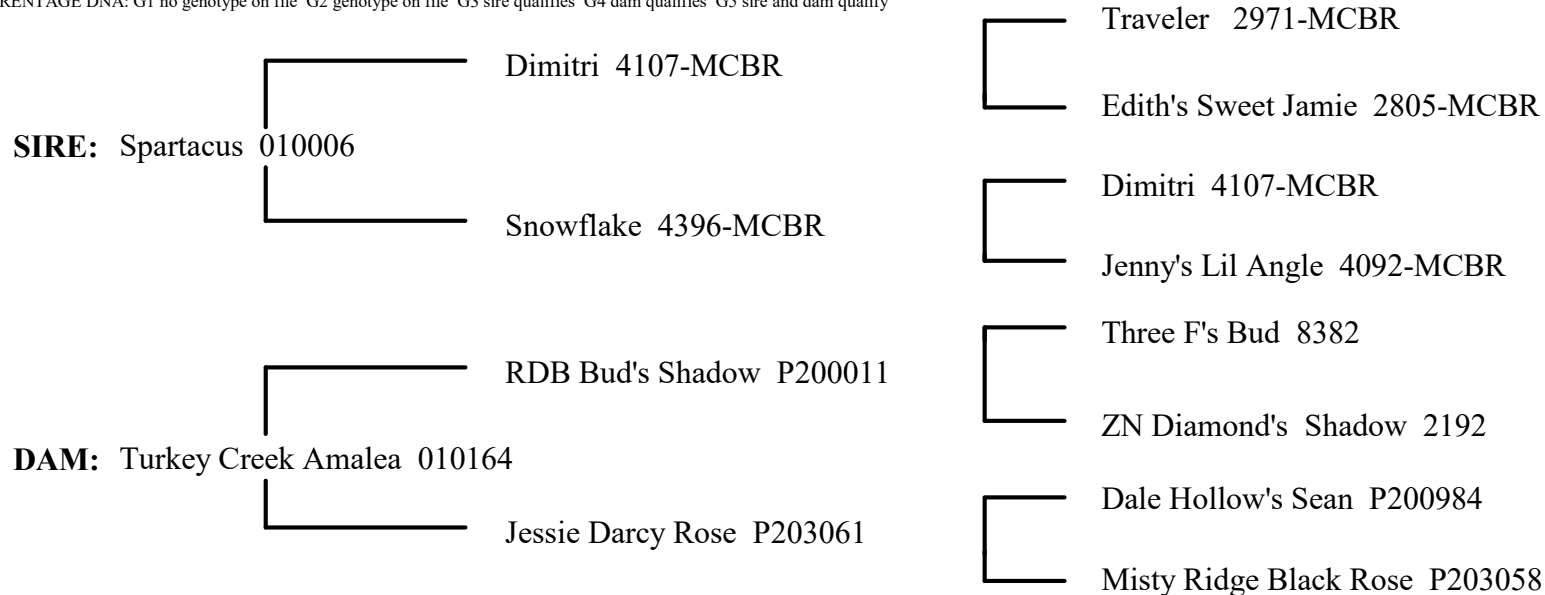 PARENTAGE DNA: G1 no genotype on file G2 genotype on file G3 sire qualifies G4 dam qualifies G5 sire and dam qualify
Traveler 2971-MCBR
Dimitri 4107-MCBR
Edith's Sweet Jamie 2805-MCBR
SIRE: Spartacus 010006
Dimitri 4107-MCBR
Snowflake 4396-MCBR
Jenny's Lil Angle 4092-MCBR
Three F's Bud 8382
RDB Bud's Shadow P200011
ZN Diamond's Shadow 2192
DAM: Turkey Creek Amalea 010164
Dale Hollow's Sean P200984
Jessie Darcy Rose P203061
Misty Ridge Black Rose P203058